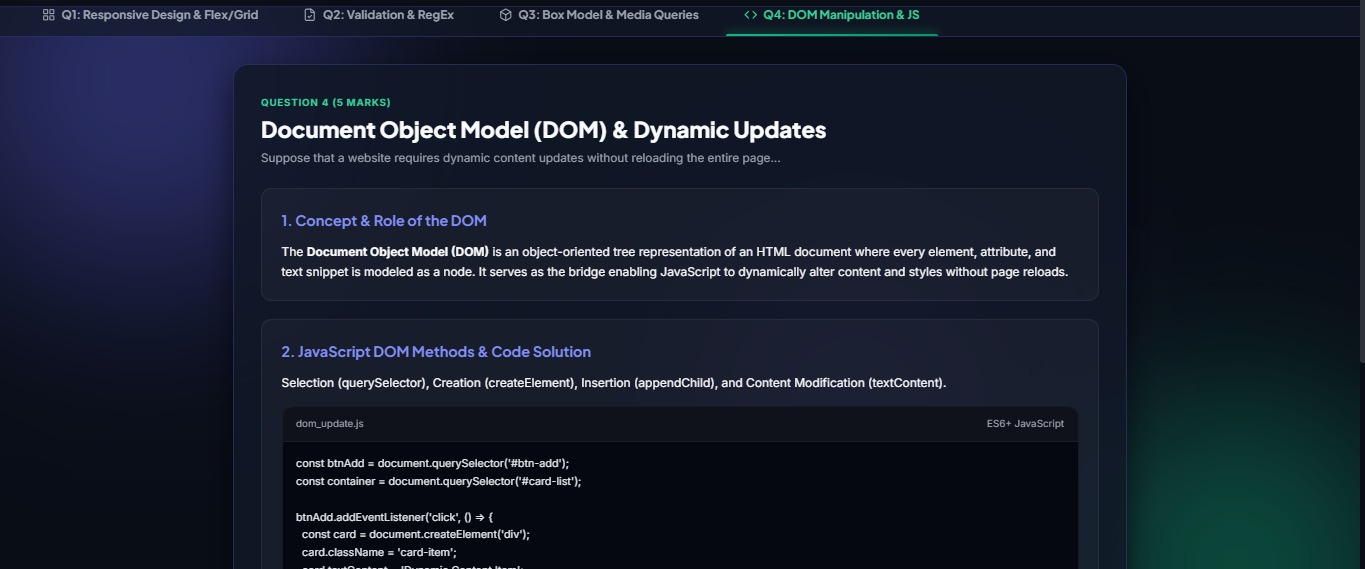 Q1: Responsive Design & Flex/Grid
Q2: Validation & RegEx
Q3: Box Model & Media Queries
Q4: DOM Manipulation & JS
QUESTION 4 (5 MARKS)
Document Object Model (DOM) & Dynamic Updates
Suppose that a website requires dynamic content updates without reloading the entire page...
1. Concept & Role of the DOM
The Document Object Model (DOM) is an object-oriented tree representation of an HTML document where every element, attribute, and
text snippet is modeled as a node. It serves as the bridge enabling JavaScript to dynamically alter content and styles without page reloads.
2. JavaScript DOM Methods & Code Solution
Selection (querySelector), Creation (createElement), Insertion (appendChild), and Content Modification (textContent).
dom_update.js
ES6+ JavaScript
const btnAdd = document.querySelector('#btn-add');
const container = document.querySelector('#card-list');
btnAdd.addEventListener('click', () => {
const card = document.createElement('div');
card.className = 'card-item';